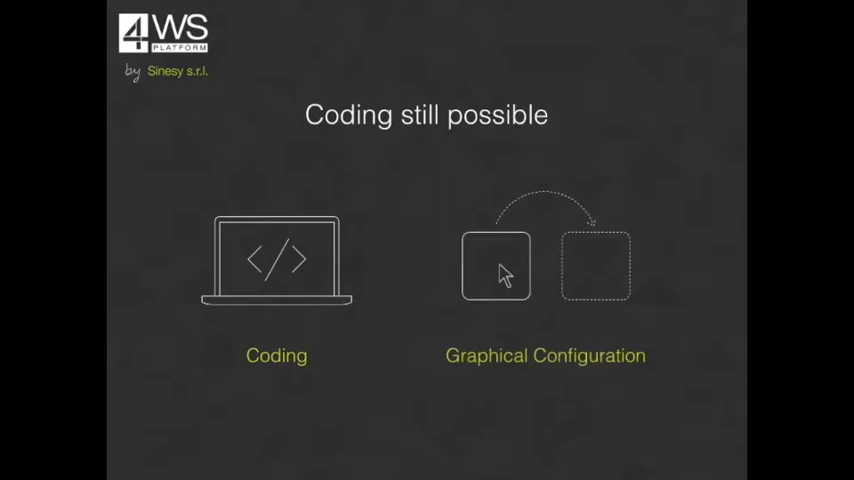 4WS
PLATFORM
by Sinesy s.r.l.
Coding still possible
</>
Coding
Graphical Configuration